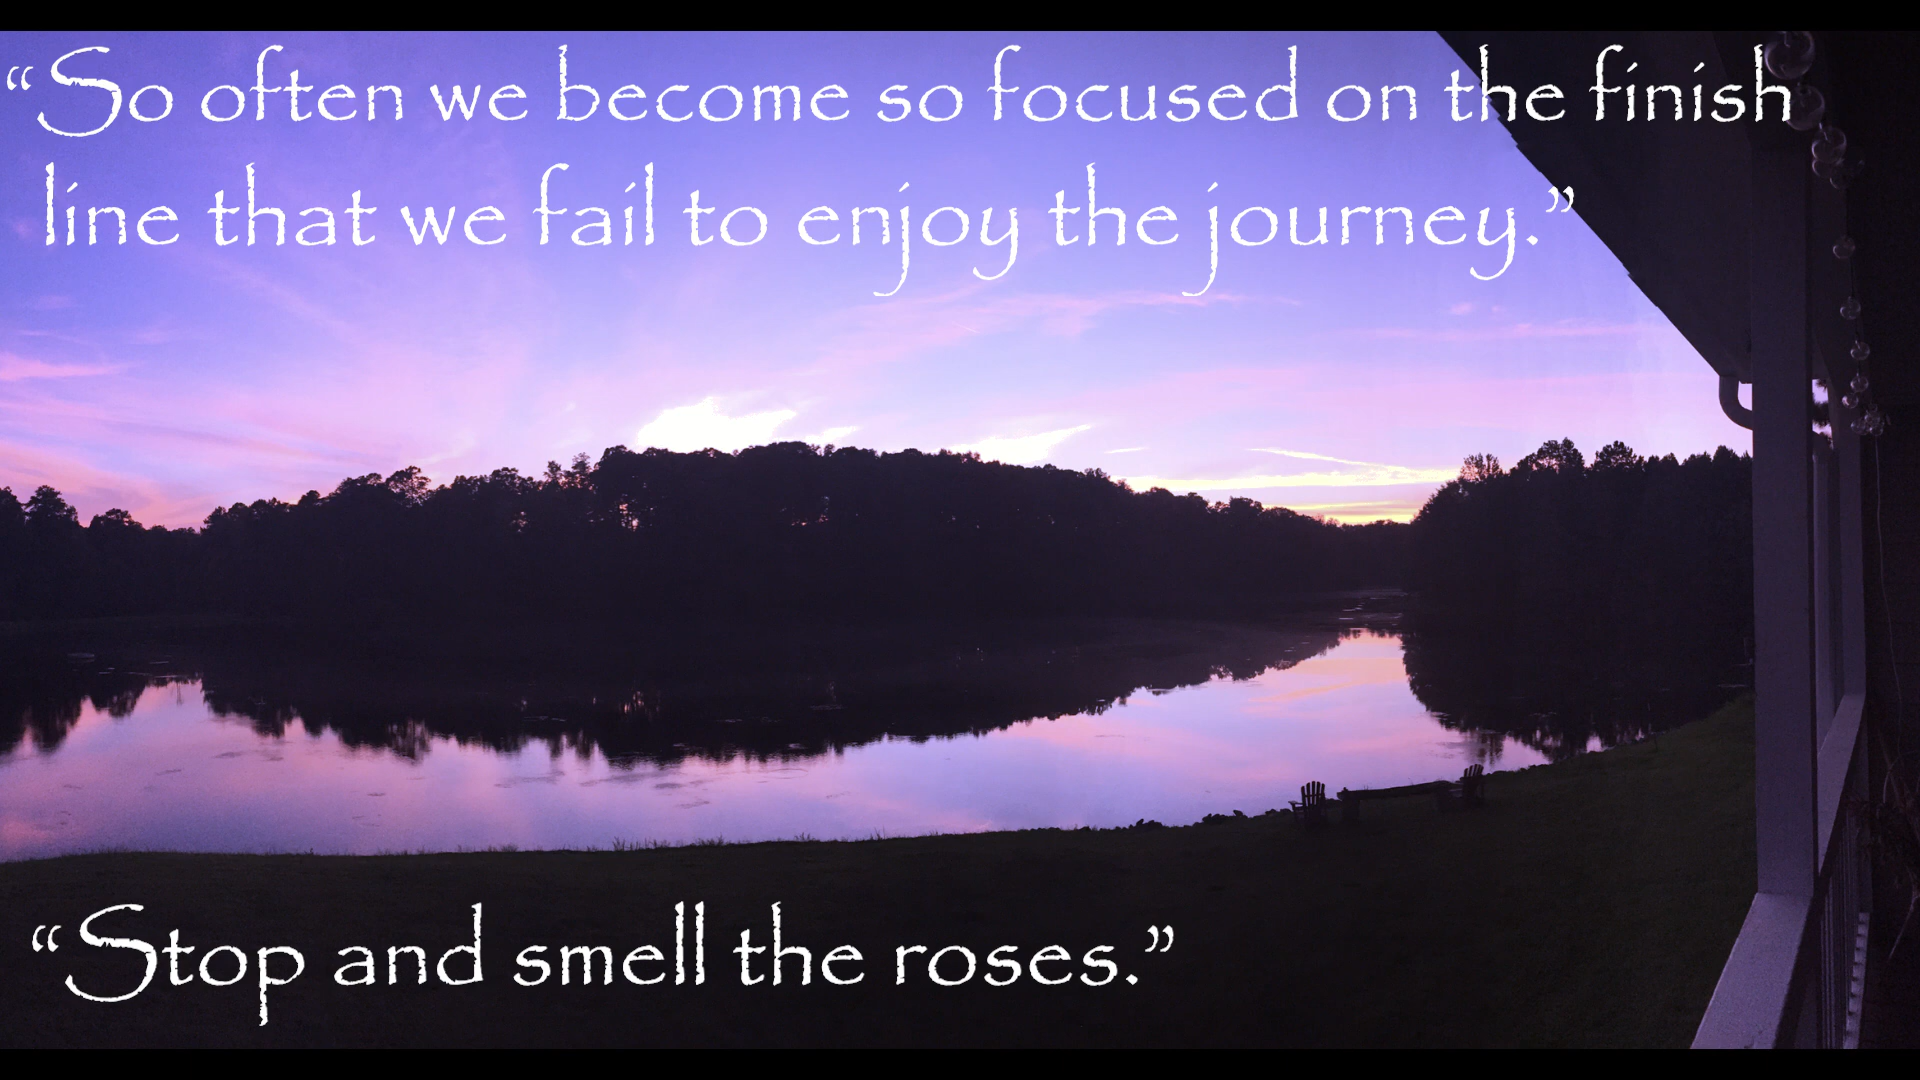 “So often we become so focused on the finish
line that we fail to enjoy the journey.”
“Stop and smell the roses.”